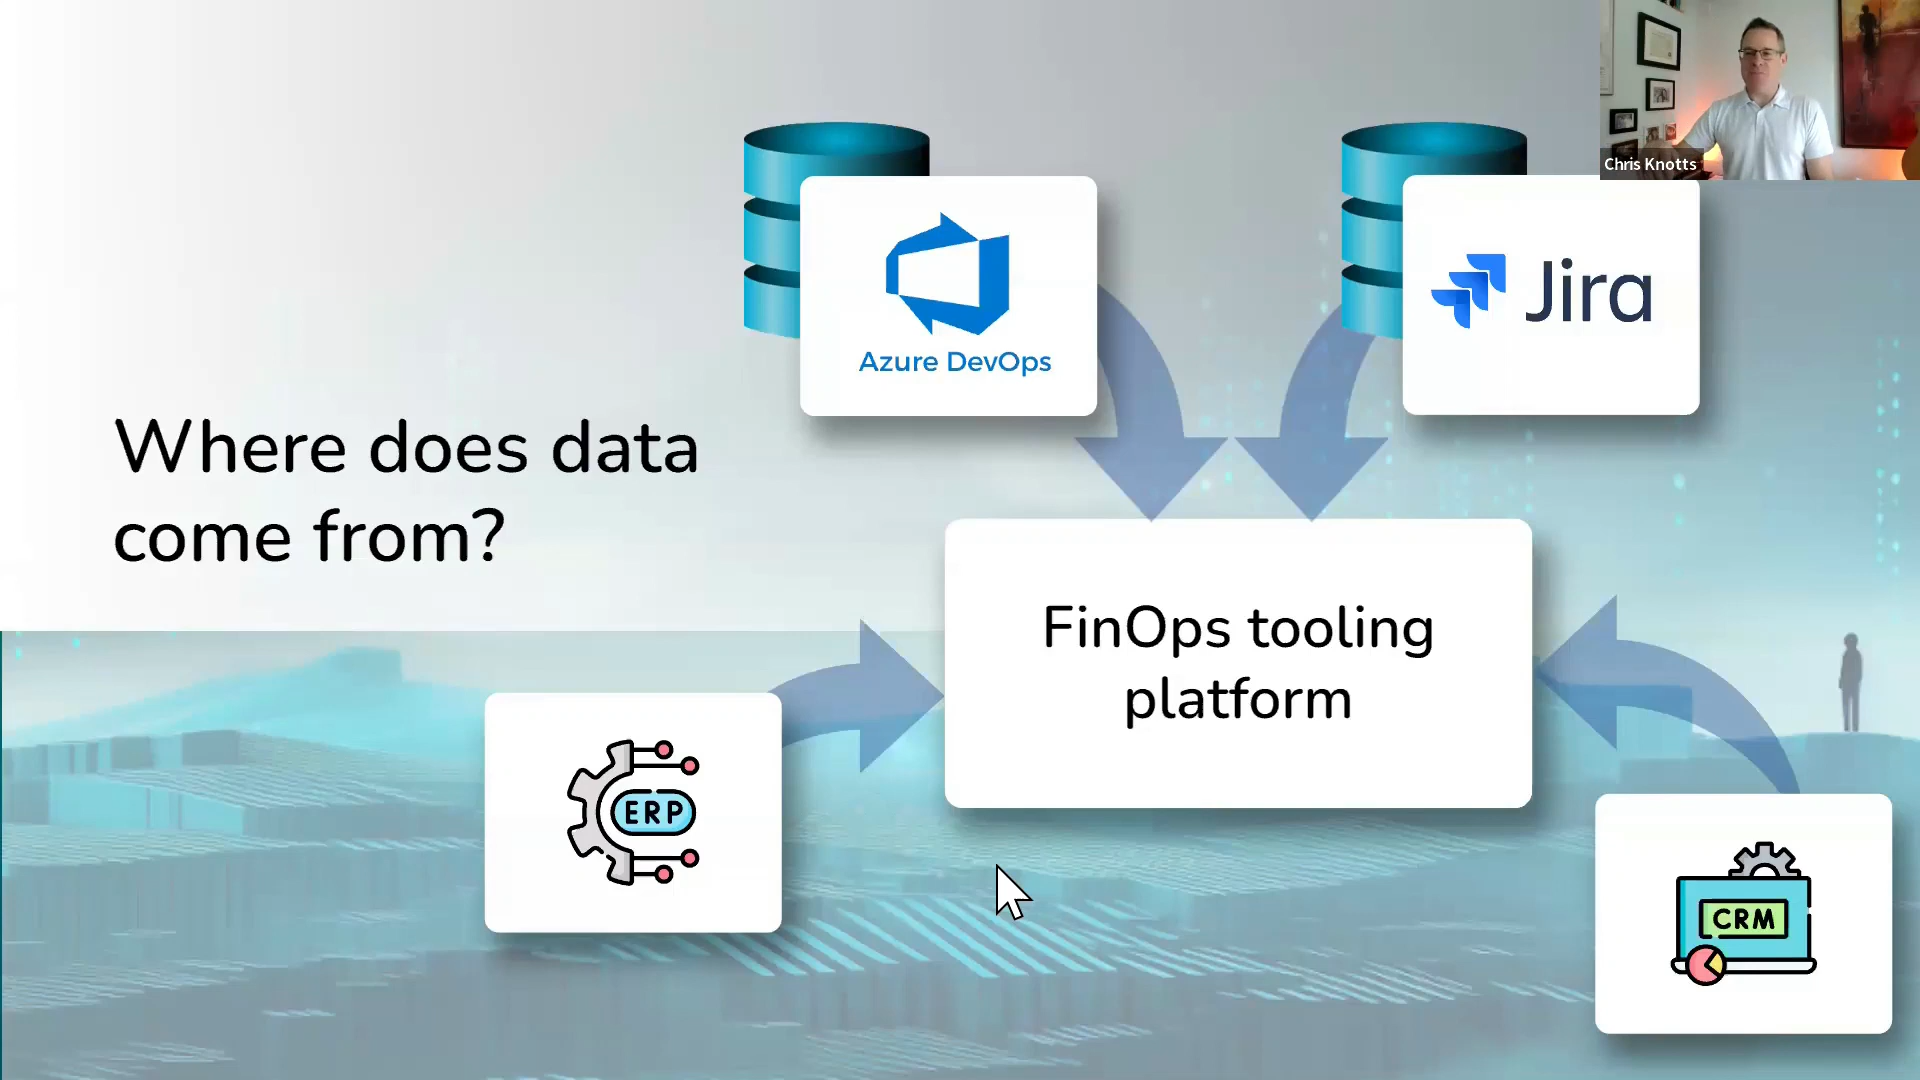 Chris Knotts
Azure DevOps
Jira
Where does data
come from?
FinOps tooling
platform
ERP
CRM